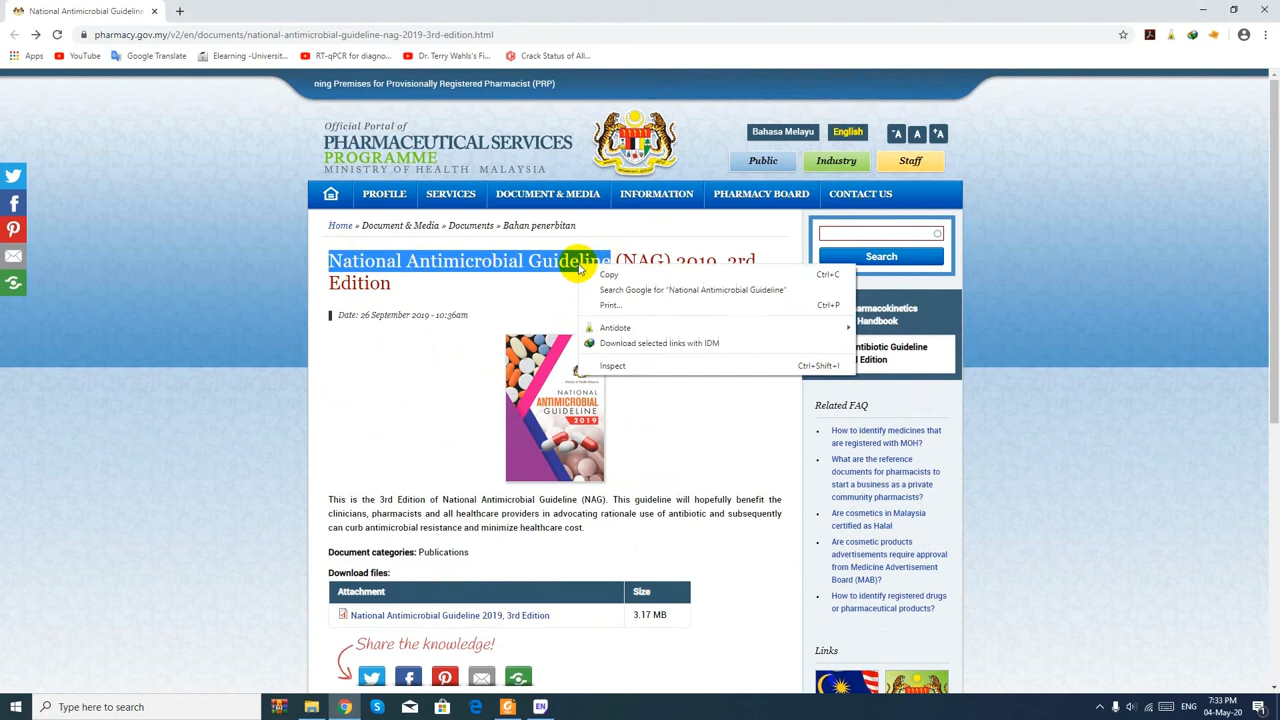 National Antimicrobial Guideline
pharmacy.gov.my/v2/en/documents/national-antimicrobial-guideline-nag-2019-3rd-edition.html
Apps
YouTube
Google Translate
Elearning -Universit...
RT-qPCR for diagno...
Dr. Terry Wahls's Fi...
Crack Status of All...
ning Premises for Provisionally Registered Pharmacist (PRP)
Official Portal of
PHARMACEUTICAL SERVICES
PROGRAMME
MINISTRY OF HEALTH MALAYSIA
Bahasa Melayu
English
-A
A
+A
Public
Industry
Staff
PROFILE
SERVICES
DOCUMENT & MEDIA
INFORMATION
PHARMACY BOARD
CONTACT US
Home » Document & Media » Documents » Bahan penerbitan
National Antimicrobial Guideline (NAG) 2019, 3rd
Edition
Date: 26 September 2019 - 10:36am
Copy Ctrl+C
Search Google for "National Antimicrobial Guideline"
Print... Ctrl+P
Antidote
Download selected links with IDM
Inspect Ctrl+Shift+I
NATIONAL
ANTIMICROBIAL
GUIDELINE
2019
This is the 3rd Edition of National Antimicrobial Guideline (NAG). This guideline will hopefully benefit the
clinicians, pharmacists and all healthcare providers in advocating rationale use of antibiotic and subsequently
can curb antimicrobial resistance and minimize healthcare cost.
Document categories: Publications
Download files:
Attachment Size
National Antimicrobial Guideline 2019, 3rd Edition 3.17 MB
Share the knowledge!
Search
armacokinetics
Handbook
ntibiotic Guideline
Edition
Related FAQ
How to identify medicines that
are registered with MOH?
What are the reference
documents for pharmacists to
start a business as a private
community pharmacists?
Are cosmetics in Malaysia
certified as Halal
Are cosmetic products
advertisements require approval
from Medicine Advertisement
Board (MAB)?
How to identify registered drugs
or pharmaceutical products?
Links
Type here to search
EN
ENG
7:33 PM
04-May-20